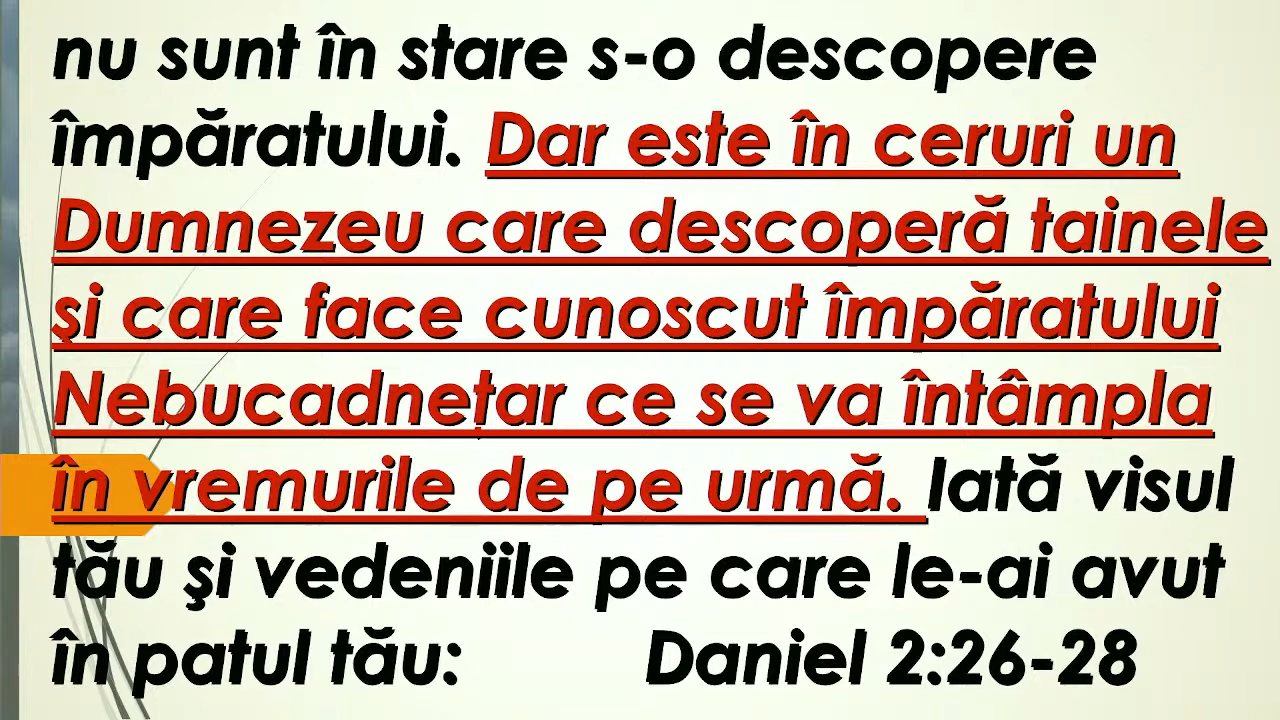 nu sunt în stare s-o descopere
împăratului. Dar este în ceruri un
Dumnezeu care descoperă tainele
şi care face cunoscut împăratului
Nebucadneţar ce se va întâmpla
în vremurile de pe urmă. Iată visul
tău şi vedeniile pe care le-ai avut
în patul tău: Daniel 2:26-28